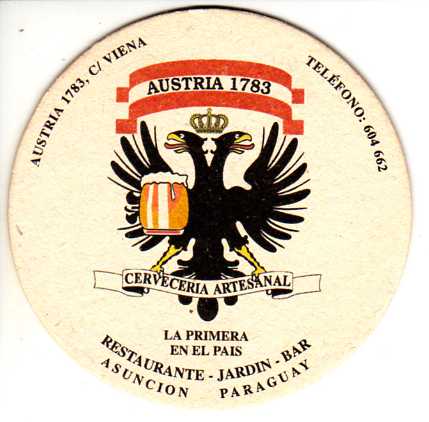 AUSTRIA 1783, C/ VIENA
TELÉFONO: 604 662
AUSTRIA 1783
CERVECERIA ARTESANAL
LA PRIMERA
EN EL PAIS
RESTAURANTE - JARDIN - BAR
ASUNCION PARAGUAY